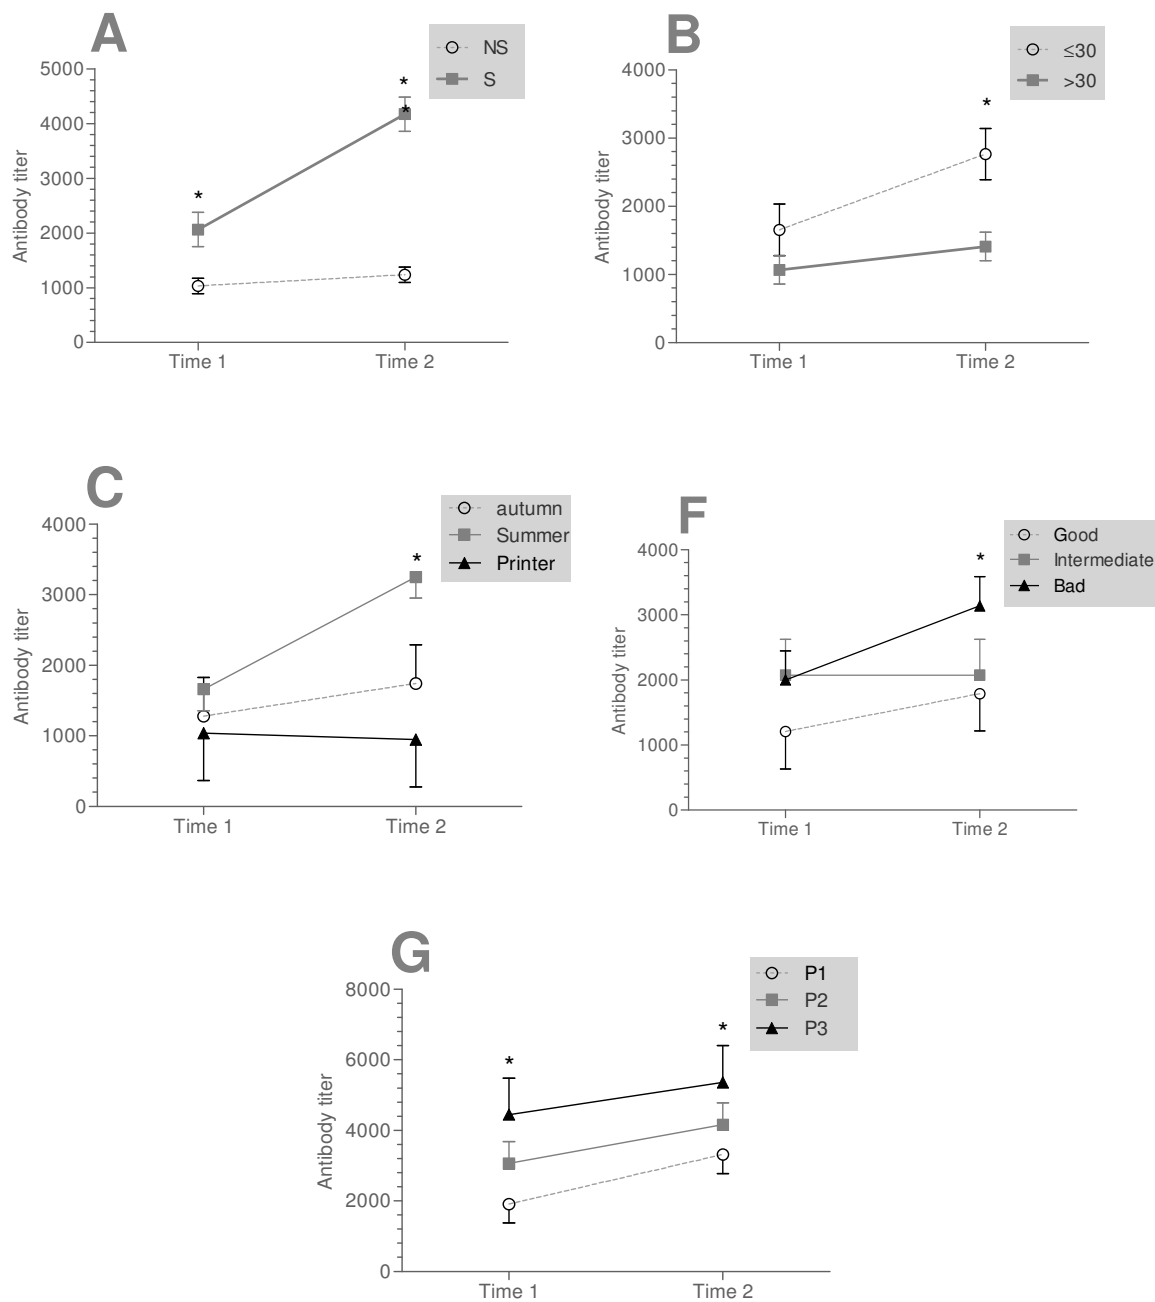 A
NS
S
5000
4000
3000
2000
1000
0
Antibody titer
*
*
*
Time 1
Time 2
B
≤30
>30
4000
3000
2000
1000
0
Antibody titer
*
Time 1
Time 2
C
autumn
Summer
Printer
4000
3000
2000
1000
0
Antibody titer
*
Time 1
Time 2
F
Good
Intermediate
Bad
4000
3000
2000
1000
0
Antibody titer
*
Time 1
Time 2
G
P1
P2
P3
8000
6000
4000
2000
0
Antibody titer
*
*
Time 1
Time 2